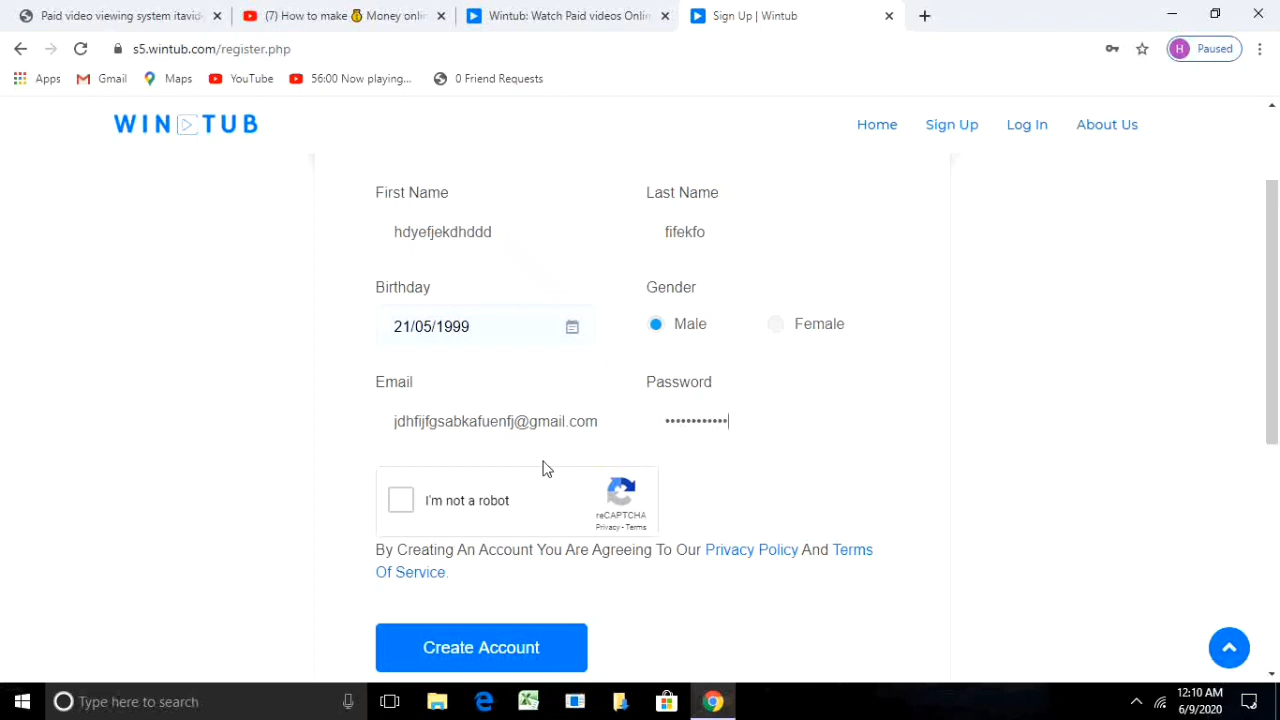 Paid video viewing system itavid
(7) How to make 💰 Money onli
Wintub: Watch Paid videos Onlin
Sign Up | Wintub
s5.wintub.com/register.php
H Paused
Apps Gmail Maps YouTube 56:00 Now playing... 0 Friend Requests
WIN TUB
Home Sign Up Log In About Us
First Name Last Name
hdyefjekdhddd fifekfo
Birthday Gender
21/05/1999 Male Female
Email Password
jdhfijfgsabkafuenfj@gmail.com ••••••••••••
I'm not a robot
reCAPTCHA
Privacy - Terms
By Creating An Account You Are Agreeing To Our Privacy Policy And Terms
Of Service.
Create Account
Type here to search
12:10 AM
6/9/2020